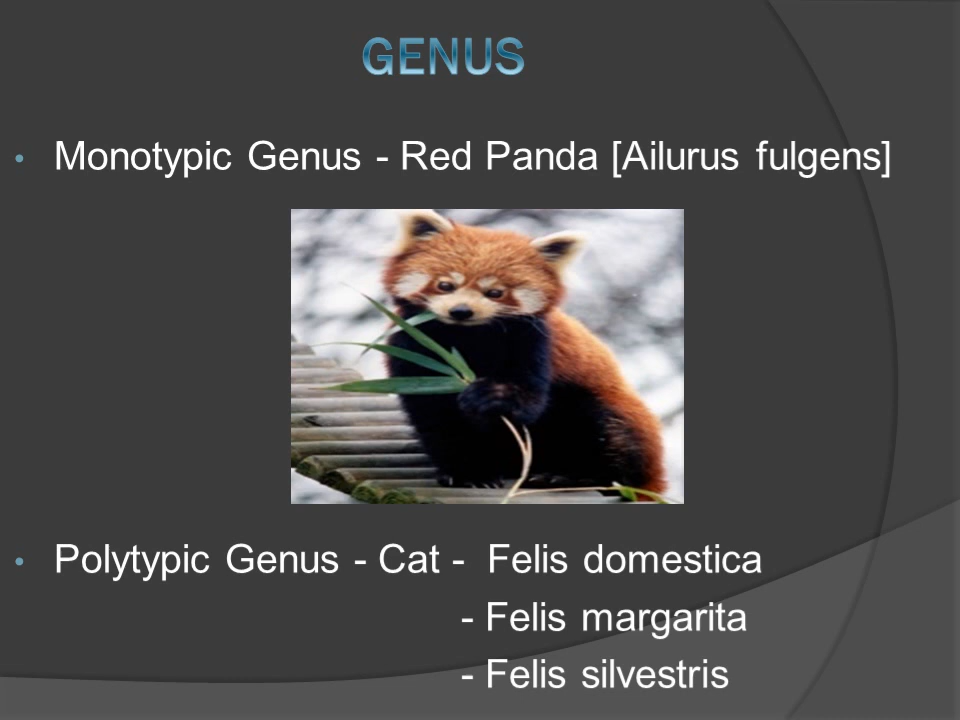 GENUS
• Monotypic Genus - Red Panda [Ailurus fulgens]
• Polytypic Genus - Cat - Felis domestica
- Felis margarita
- Felis silvestris